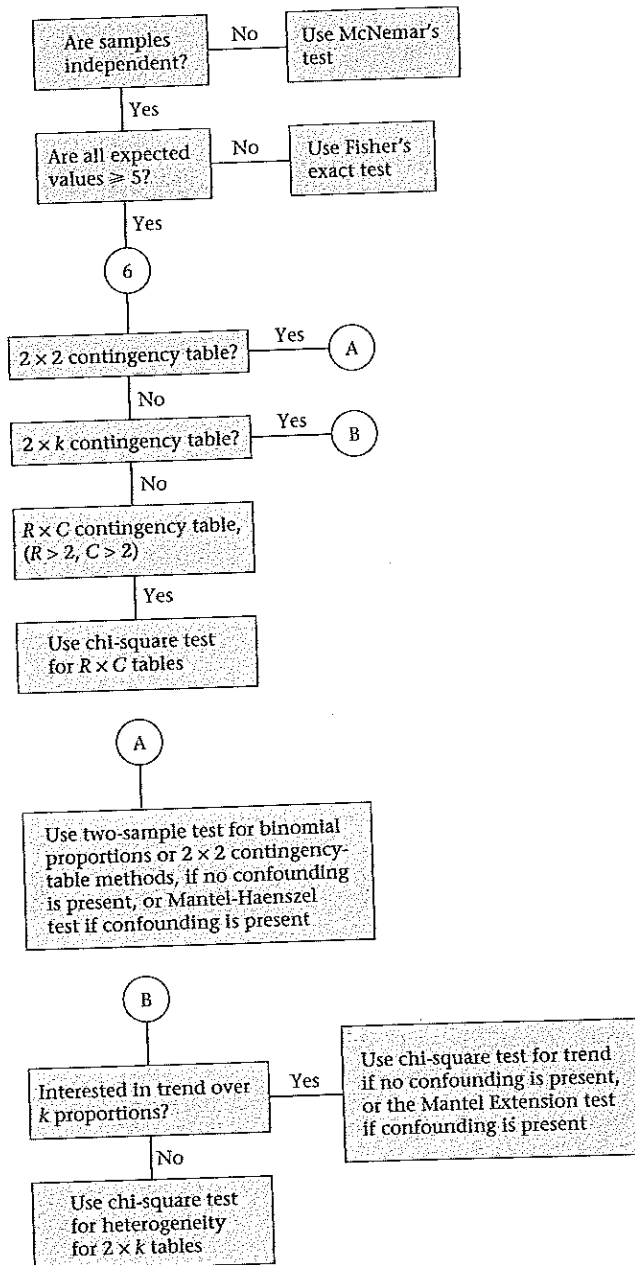 Are samples
independent?
No
Use McNemar's
test
Yes
Are all expected
values ⩾ 5?
No
Use Fisher's
exact test
Yes
6
2 × 2 contingency table?
Yes
A
No
2 × k contingency table?
Yes
B
No
R × C contingency table,
(R > 2, C > 2)
Yes
Use chi-square test
for R × C tables
A
Use two-sample test for binomial
proportions or 2 × 2 contingency-
table methods, if no confounding
is present, or Mantel-Haenszel
test if confounding is present
B
Interested in trend over
k proportions?
Yes
Use chi-square test for trend
if no confounding is present,
or the Mantel Extension test
if confounding is present
No
Use chi-square test
for heterogeneity
for 2 × k tables